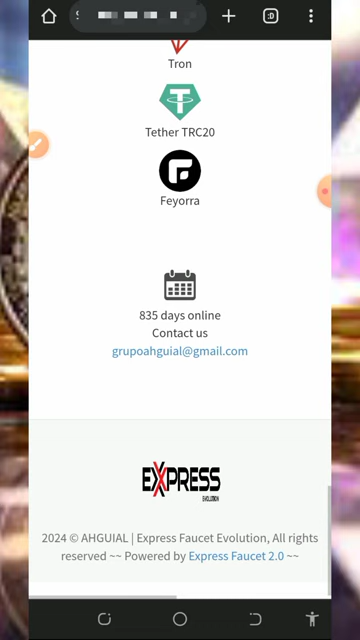 :D
Tron
Tether TRC20
Feyorra
835 days online
Contact us
grupoahguial@gmail.com
EXPRESS
EVOLUTION
2024 © AHGUIAL | Express Faucet Evolution, All rights
reserved ~~ Powered by Express Faucet 2.0 ~~